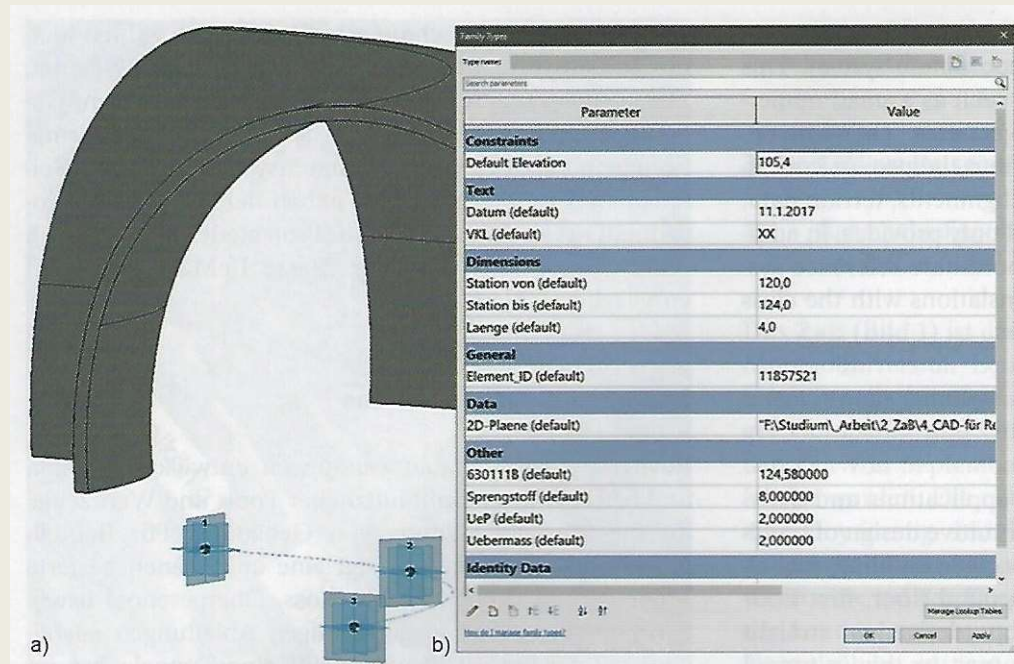 Family Types
Type name:
Search parameters
Parameter Value
Constraints
Default Elevation 105,4
Text
Datum (default) 11.1.2017
VKL (default) XX
Dimensions
Station von (default) 120,0
Station bis (default) 124,0
Laenge (default) 4,0
General
Element_ID (default) 11857521
Data
2D-Plaene (default) "F:\Studium\_Arbeit\2_ZaB\4_CAD-für Re
Other
630111B (default) 124,580000
Sprengstoff (default) 8,000000
UeP (default) 2,000000
Uebermass (default) 2,000000
Identity Data
Manage Lookup Tables
How do I manage family types?
OK Cancel Apply
1
2
3
a)
b)